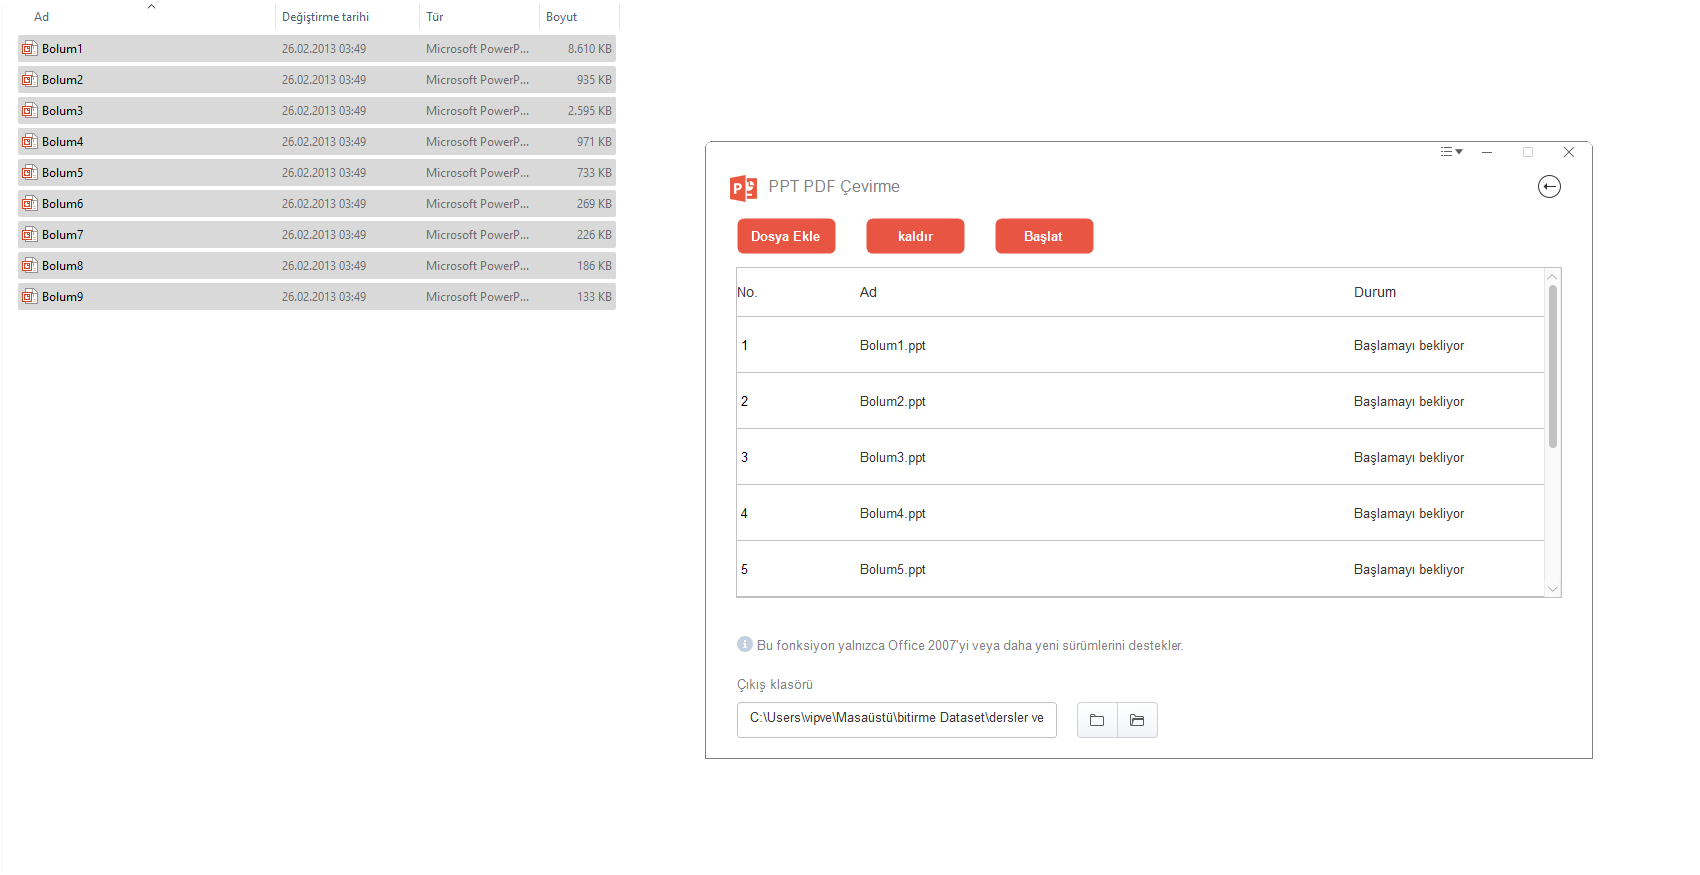 Ad Değiştirme tarihi Tür Boyut
Bolum1 26.02.2013 03:49 Microsoft PowerP... 8.610 KB
Bolum2 26.02.2013 03:49 Microsoft PowerP... 935 KB
Bolum3 26.02.2013 03:49 Microsoft PowerP... 2.595 KB
Bolum4 26.02.2013 03:49 Microsoft PowerP... 971 KB
Bolum5 26.02.2013 03:49 Microsoft PowerP... 733 KB
Bolum6 26.02.2013 03:49 Microsoft PowerP... 269 KB
Bolum7 26.02.2013 03:49 Microsoft PowerP... 226 KB
Bolum8 26.02.2013 03:49 Microsoft PowerP... 186 KB
Bolum9 26.02.2013 03:49 Microsoft PowerP... 133 KB
PPT PDF Çevirme
Dosya Ekle kaldır Başlat
No. Ad Durum
1 Bolum1.ppt Başlamayı bekliyor
2 Bolum2.ppt Başlamayı bekliyor
3 Bolum3.ppt Başlamayı bekliyor
4 Bolum4.ppt Başlamayı bekliyor
5 Bolum5.ppt Başlamayı bekliyor
Bu fonksiyon yalnızca Office 2007'yi veya daha yeni sürümlerini destekler.
Çıkış klasörü
C:\Users\vipve\Masaüstü\bitirme Dataset\dersler ve